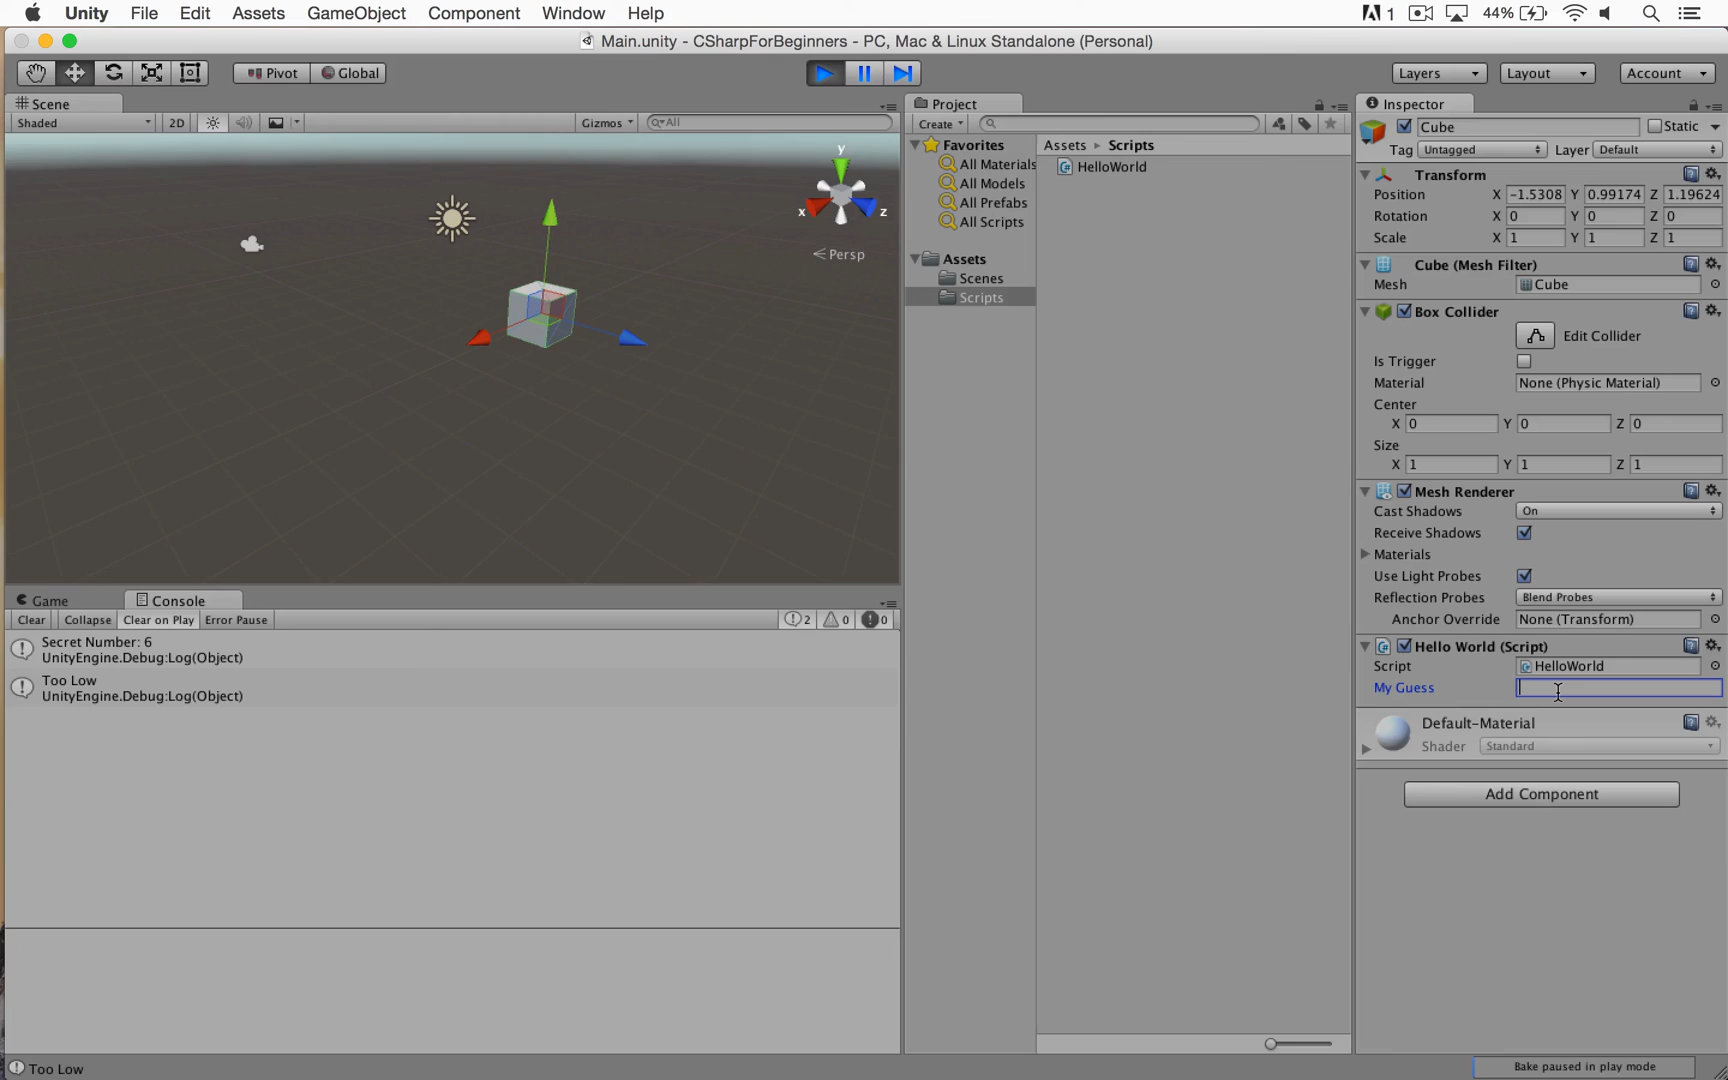 Unity File Edit Assets GameObject Component Window Help 1 44%
Main.unity - CSharpForBeginners - PC, Mac & Linux Standalone (Personal)
Pivot Global Layers Layout Account
Scene
Shaded 2D Gizmos All
y
x z
Persp
Game Console
Clear Collapse Clear on Play Error Pause 2 0 0
Secret Number: 6
UnityEngine.Debug:Log(Object)
Too Low
UnityEngine.Debug:Log(Object)
Too Low
Project
Create
Favorites
All Materials
All Models
All Prefabs
All Scripts
Assets
Scenes
Scripts
Assets Scripts
HelloWorld
Inspector
Cube Static
Tag Untagged Layer Default
Transform
Position X -1.5308 Y 0.99174 Z 1.19624
Rotation X 0 Y 0 Z 0
Scale X 1 Y 1 Z 1
Cube (Mesh Filter)
Mesh Cube
Box Collider
Edit Collider
Is Trigger
Material None (Physic Material)
Center
X 0 Y 0 Z 0
Size
X 1 Y 1 Z 1
Mesh Renderer
Cast Shadows On
Receive Shadows
Materials
Use Light Probes
Reflection Probes Blend Probes
Anchor Override None (Transform)
Hello World (Script)
Script HelloWorld
My Guess
Default-Material
Shader Standard
Add Component
Bake paused in play mode